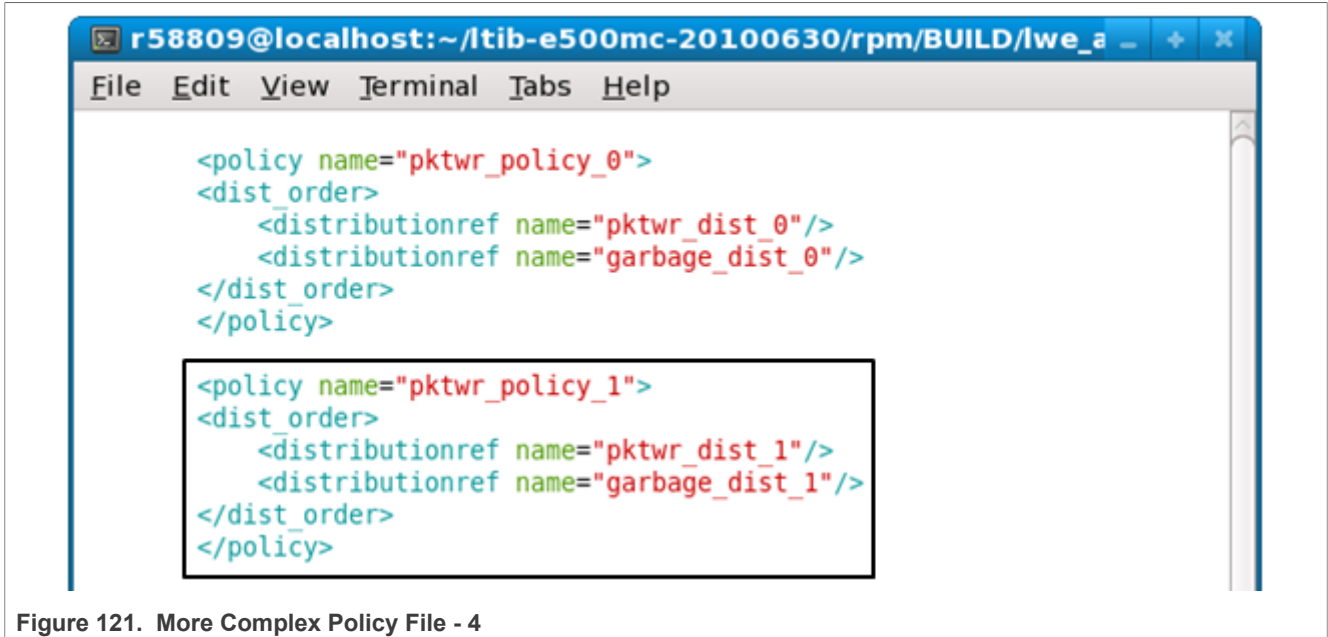 r58809@localhost:~/ltib-e500mc-20100630/rpm/BUILD/lwe_a
File Edit View Terminal Tabs Help
<policy name="pktwr_policy_0">
<dist_order>
<distributionref name="pktwr_dist_0"/>
<distributionref name="garbage_dist_0"/>
</dist_order>
</policy>
<policy name="pktwr_policy_1">
<dist_order>
<distributionref name="pktwr_dist_1"/>
<distributionref name="garbage_dist_1"/>
</dist_order>
</policy>
Figure 121. More Complex Policy File - 4